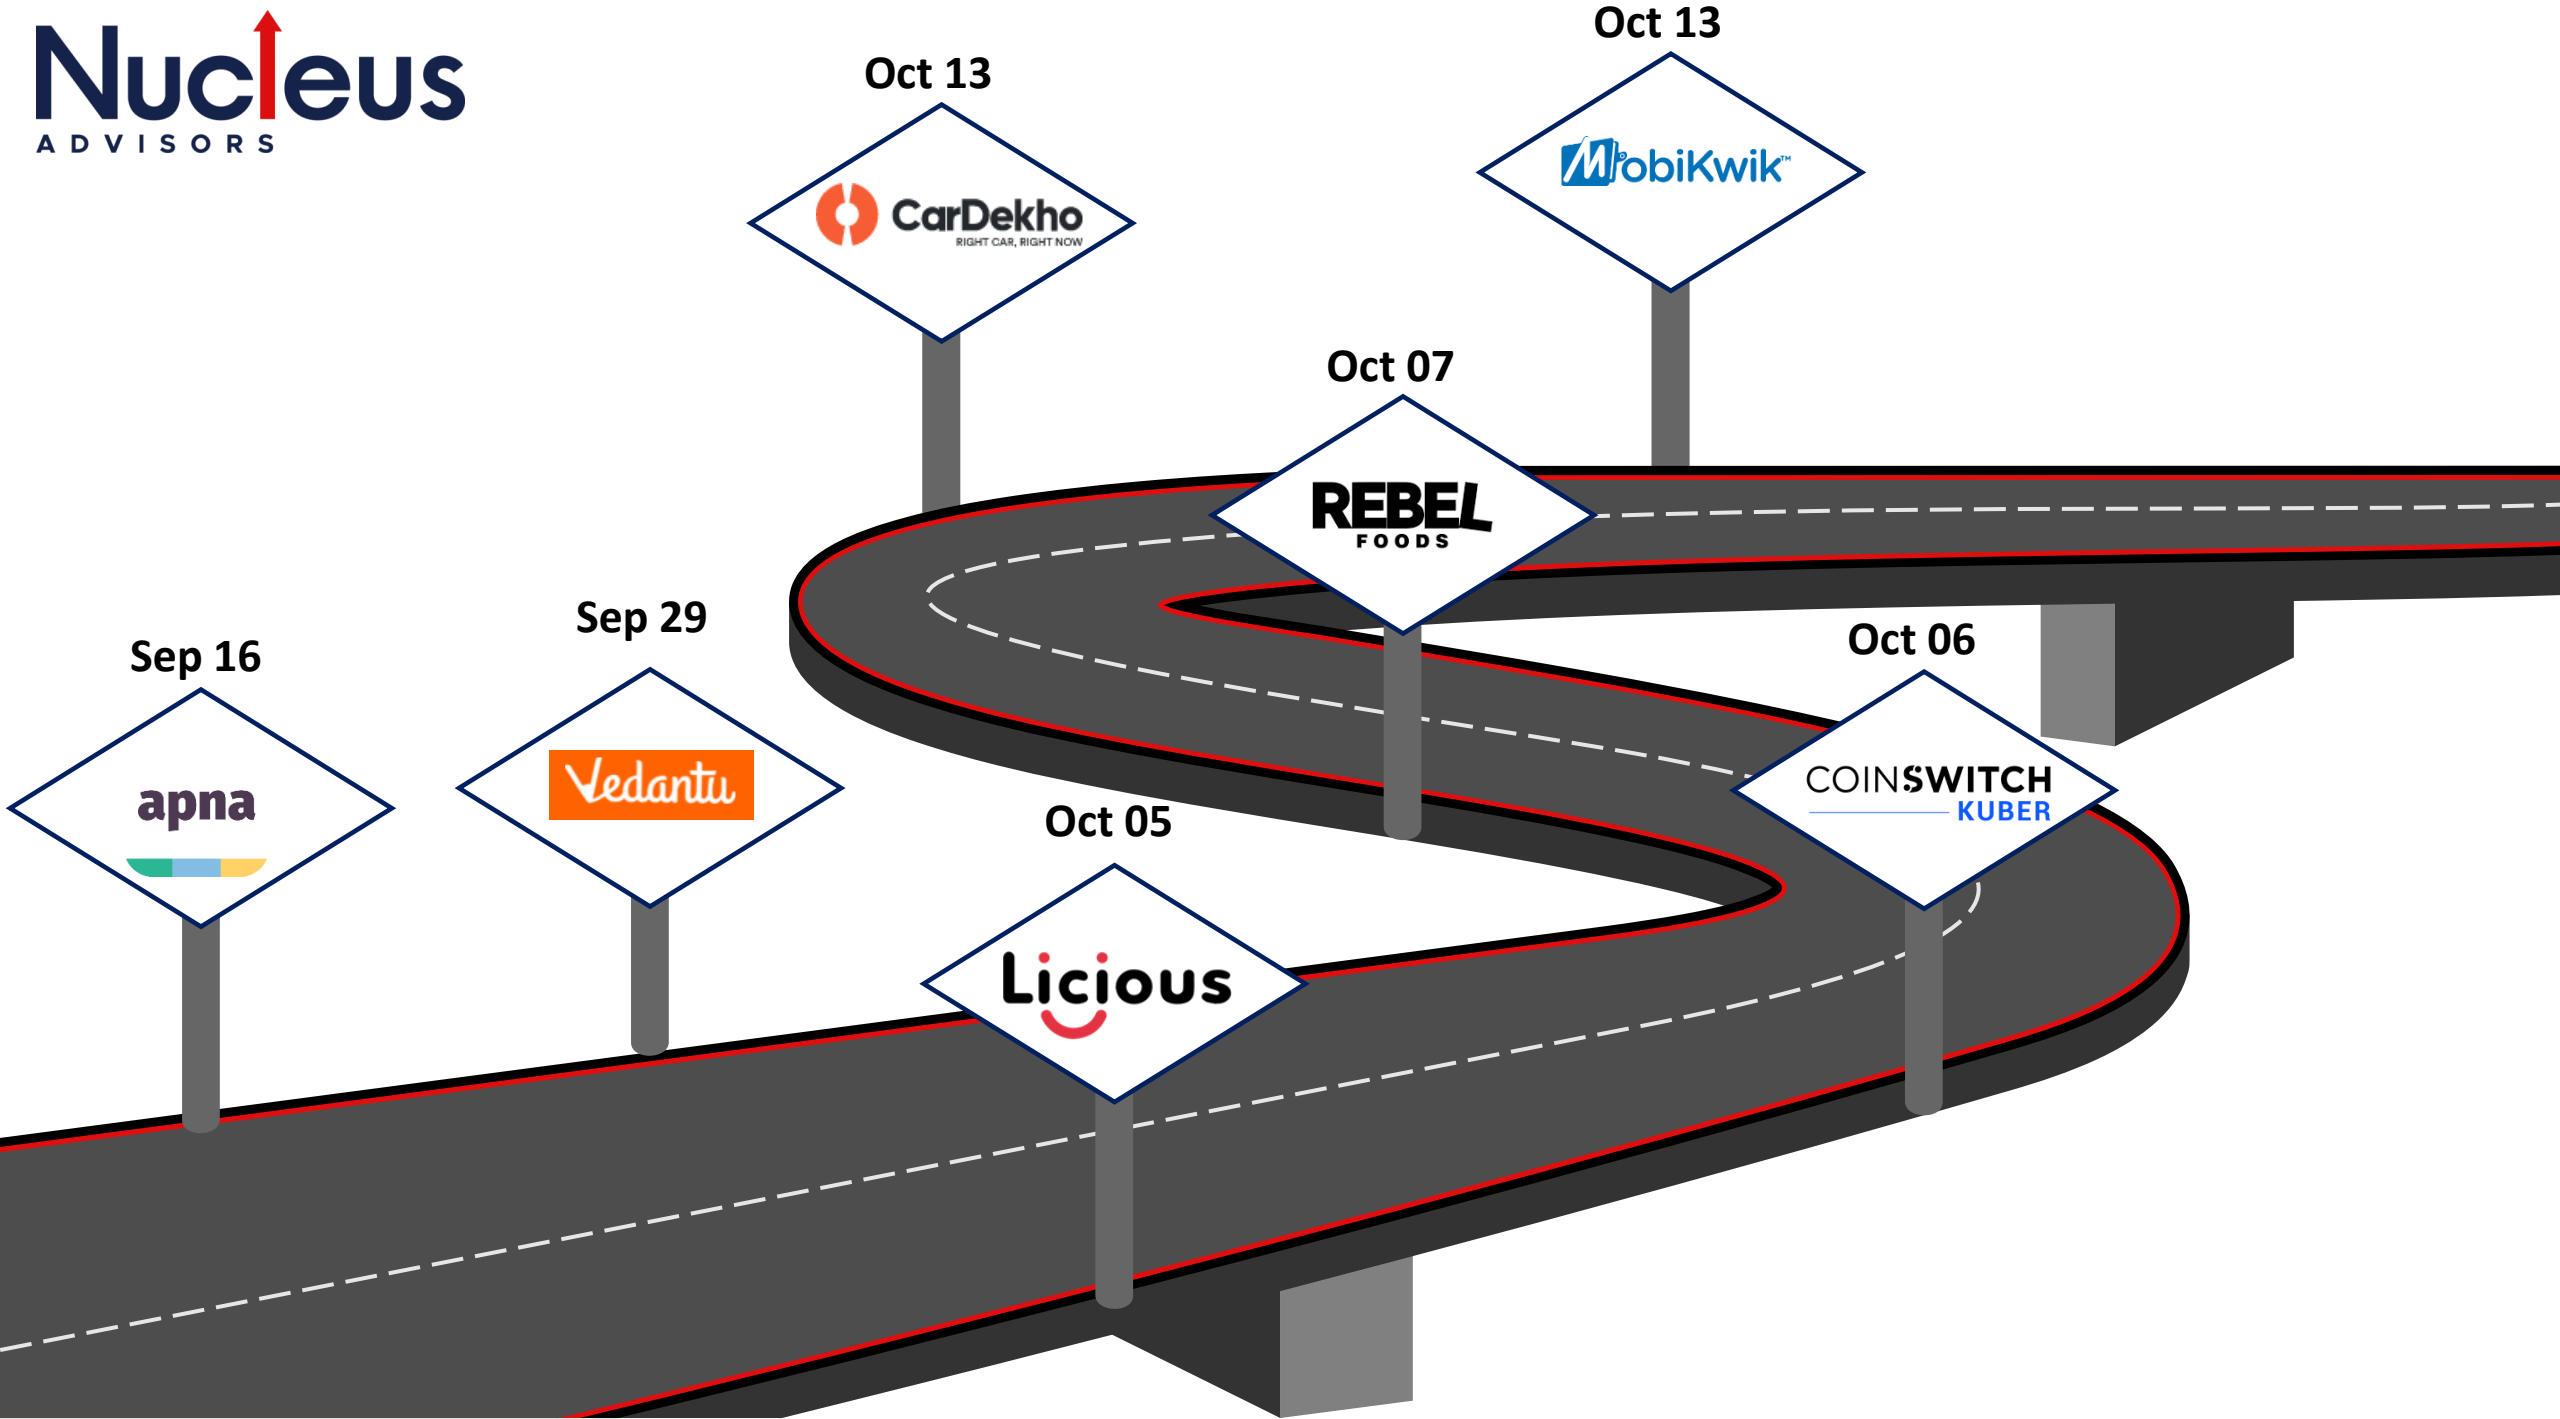 Nucleus
ADVISORS
Oct 13
MobiKwik™
Oct 13
CarDekho
RIGHT CAR, RIGHT NOW
Oct 07
REBEL
FOODS
Oct 06
COINSWITCH
KUBER
Sep 16
apna
Sep 29
Vedantu
Oct 05
Licious